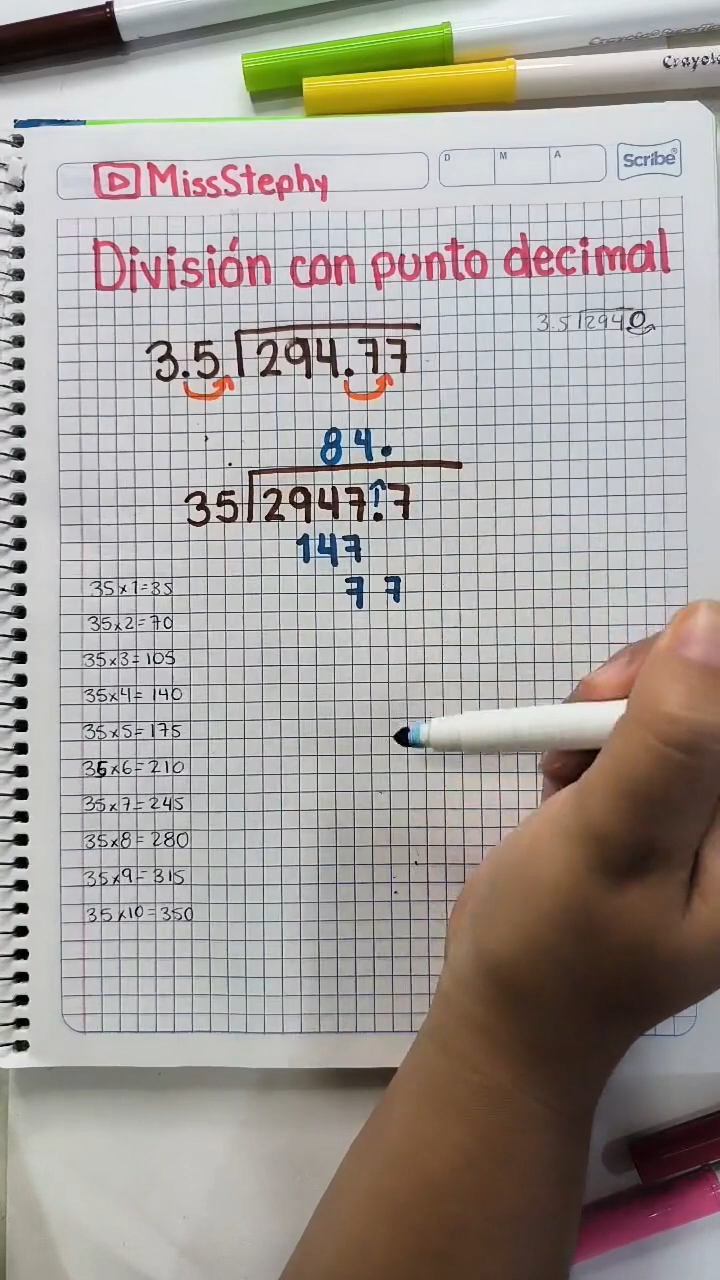 Crayola
MissStephy
D M A
Scribe®
División con punto decimal
3.5 294.77
3.5 2940
84.
35 2947.7
147
7 7
35x1=35
35x2=70
35x3=105
35x4=140
35x5=175
35x6=210
35x7=245
35x8=280
35x9=315
35x10=350